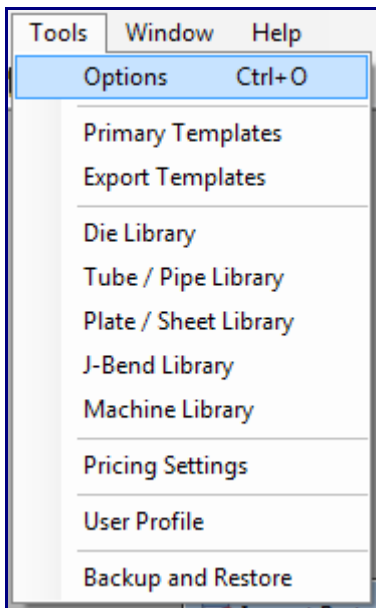 Tools Window Help
Options Ctrl+O
Primary Templates
Export Templates
Die Library
Tube / Pipe Library
Plate / Sheet Library
J-Bend Library
Machine Library
Pricing Settings
User Profile
Backup and Restore